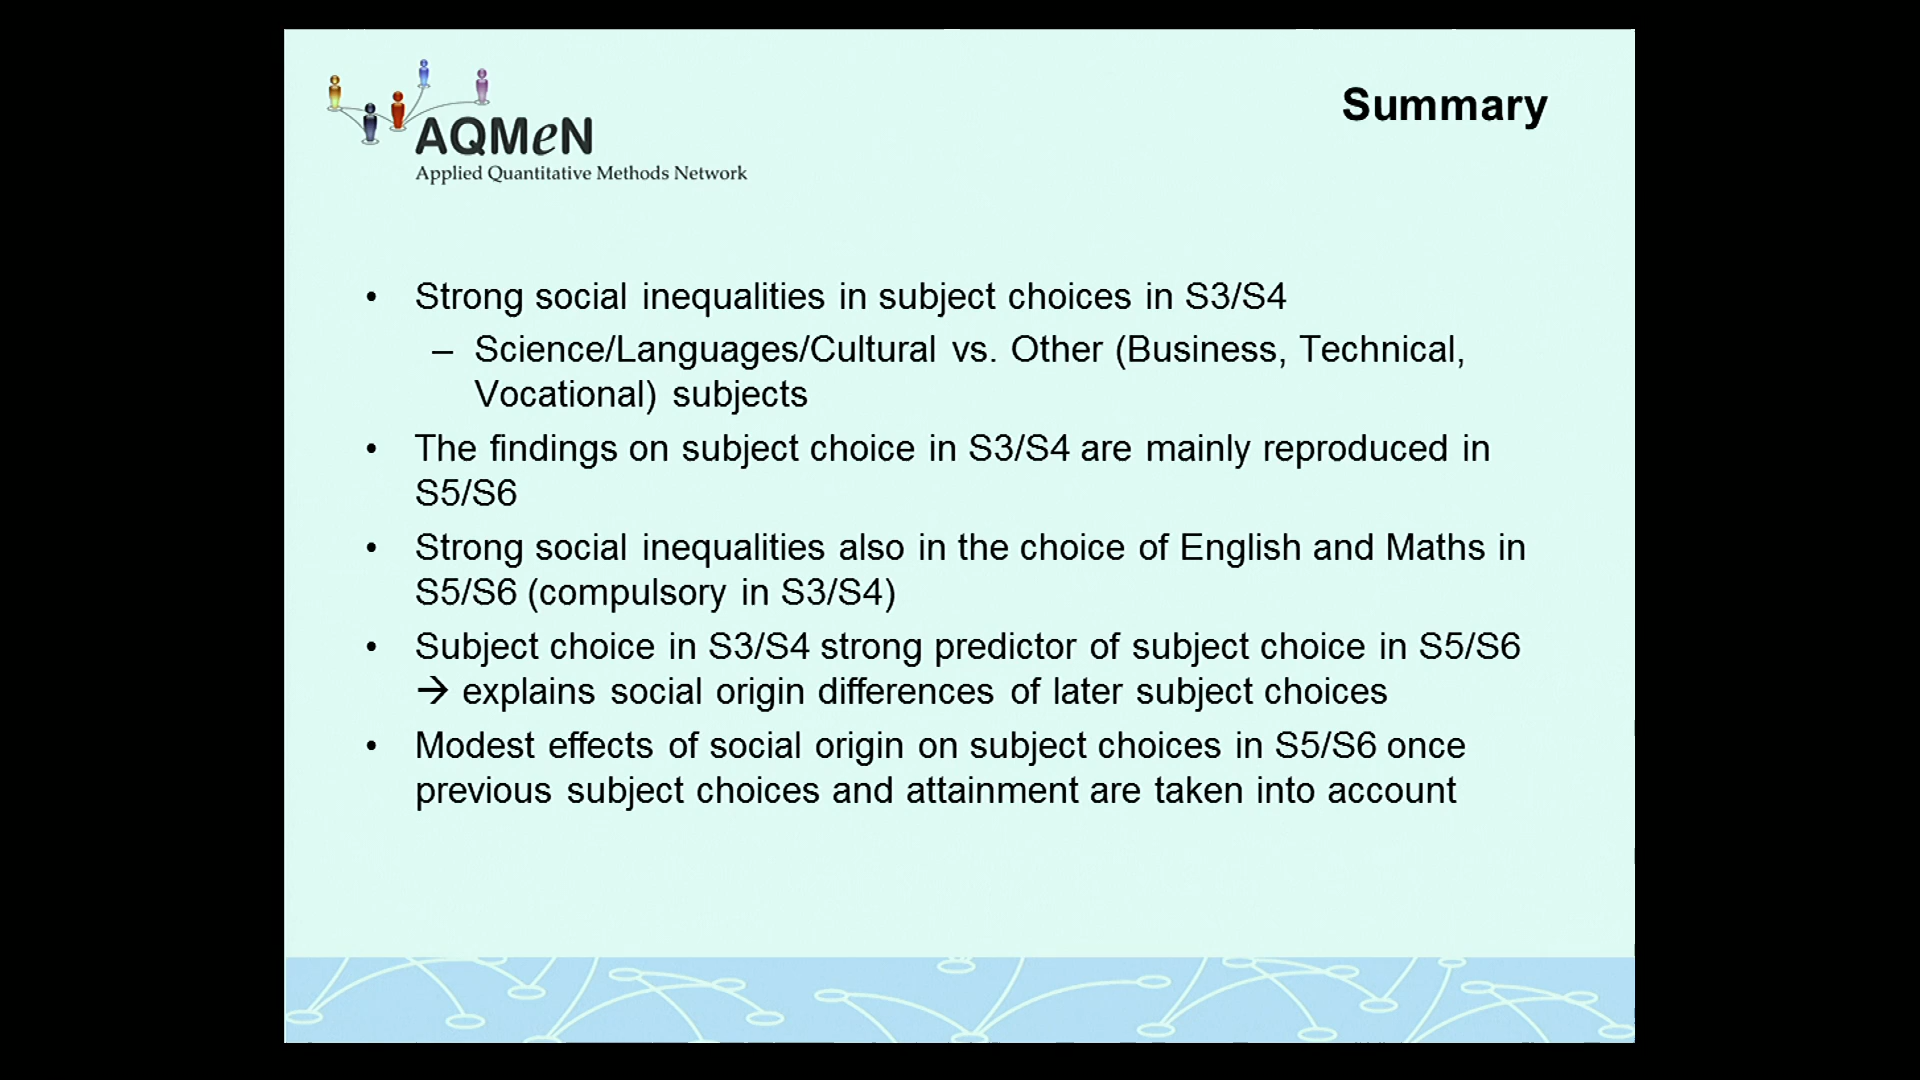 Summary
AQMeN
Applied Quantitative Methods Network
• Strong social inequalities in subject choices in S3/S4
– Science/Languages/Cultural vs. Other (Business, Technical,
Vocational) subjects
• The findings on subject choice in S3/S4 are mainly reproduced in
S5/S6
• Strong social inequalities also in the choice of English and Maths in
S5/S6 (compulsory in S3/S4)
• Subject choice in S3/S4 strong predictor of subject choice in S5/S6
→ explains social origin differences of later subject choices
• Modest effects of social origin on subject choices in S5/S6 once
previous subject choices and attainment are taken into account